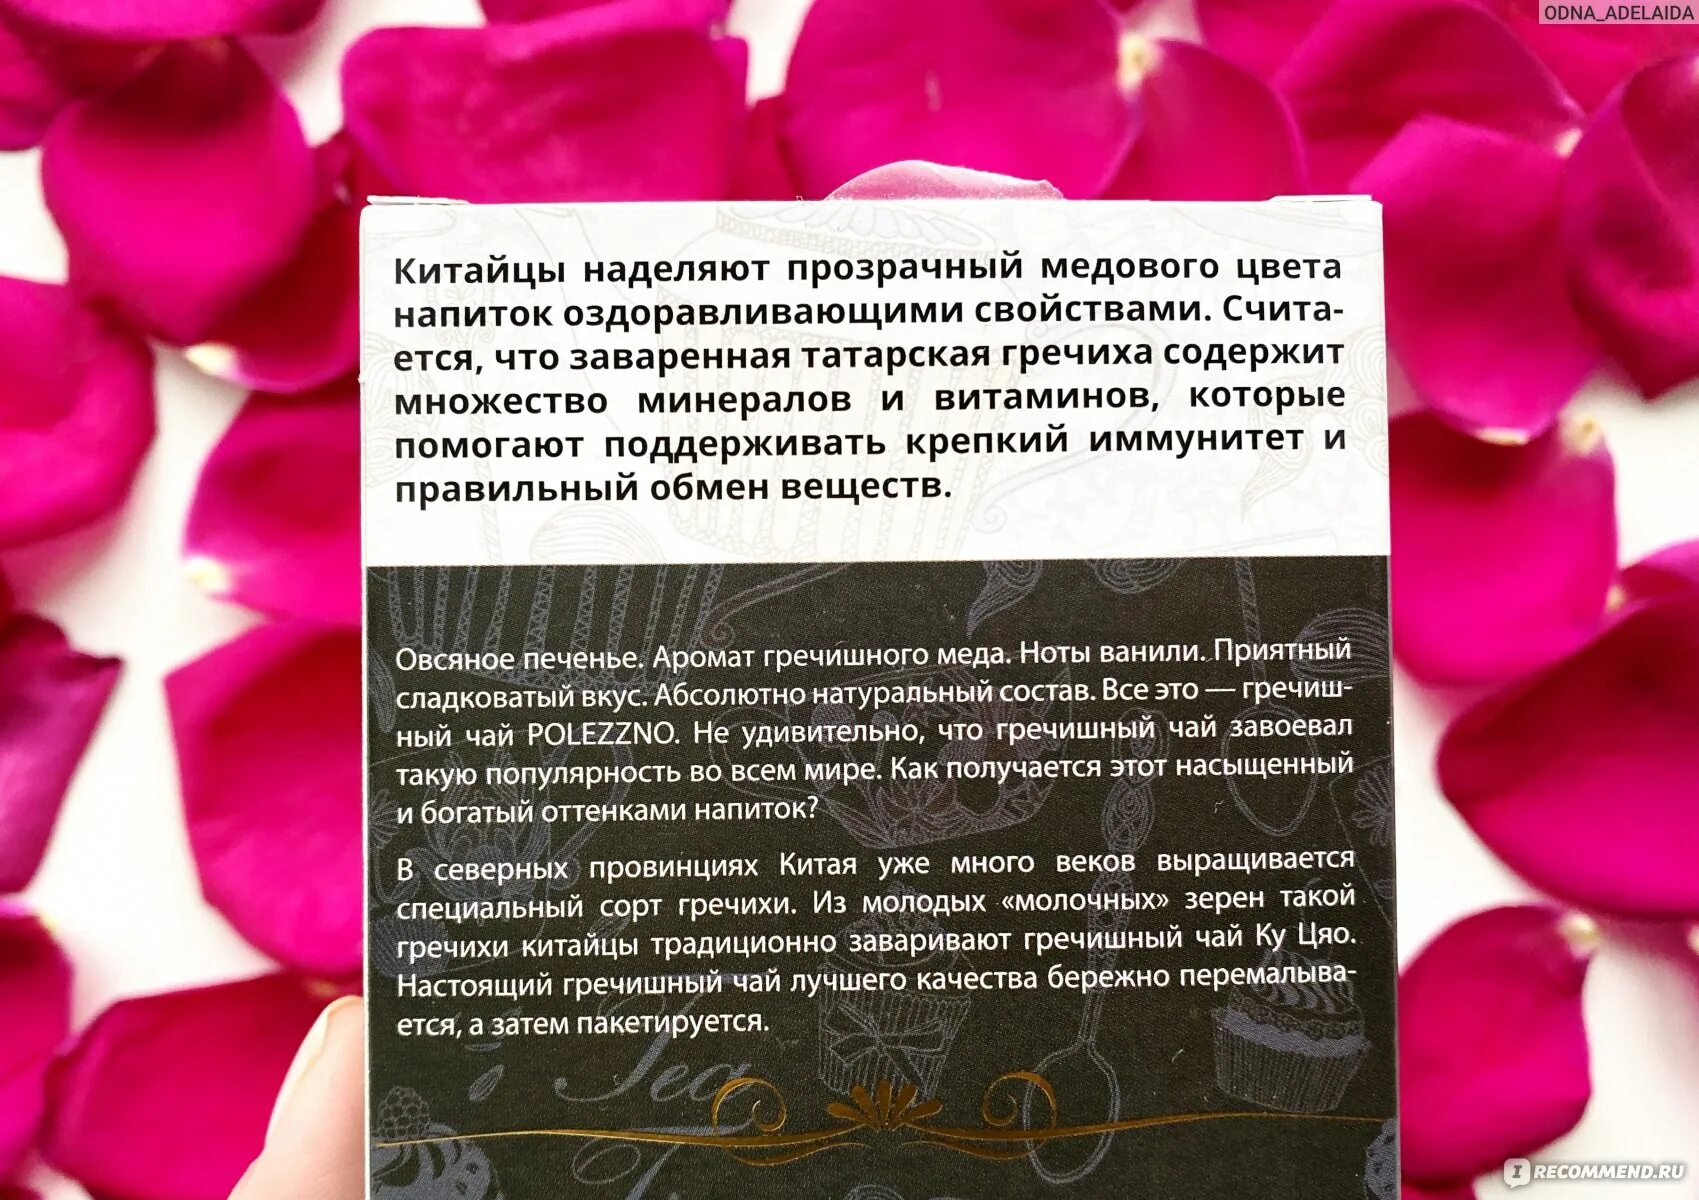 ODNA_ADELAIDA
Китайцы наделяют прозрачный медового цвета
напиток оздоравливающими свойствами. Счита-
ется, что заваренная татарская гречиха содержит
множество минералов и витаминов, которые
помогают поддерживать крепкий иммунитет и
правильный обмен веществ.
Овсяное печенье. Аромат гречишного меда. Ноты ванили. Приятный
сладковатый вкус. Абсолютно натуральный состав. Все это — гречиш-
ный чай POLEZZNO. Не удивительно, что гречишный чай завоевал
такую популярность во всем мире. Как получается этот насыщенный
и богатый оттенками напиток?
В северных провинциях Китая уже много веков выращивается
специальный сорт гречихи. Из молодых «молочных» зерен такой
гречихи китайцы традиционно заваривают гречишный чай Ку Цяо.
Настоящий гречишный чай лучшего качества бережно перемалыва-
ется, а затем пакетируется.
Tea
IRECOMMEND.RU